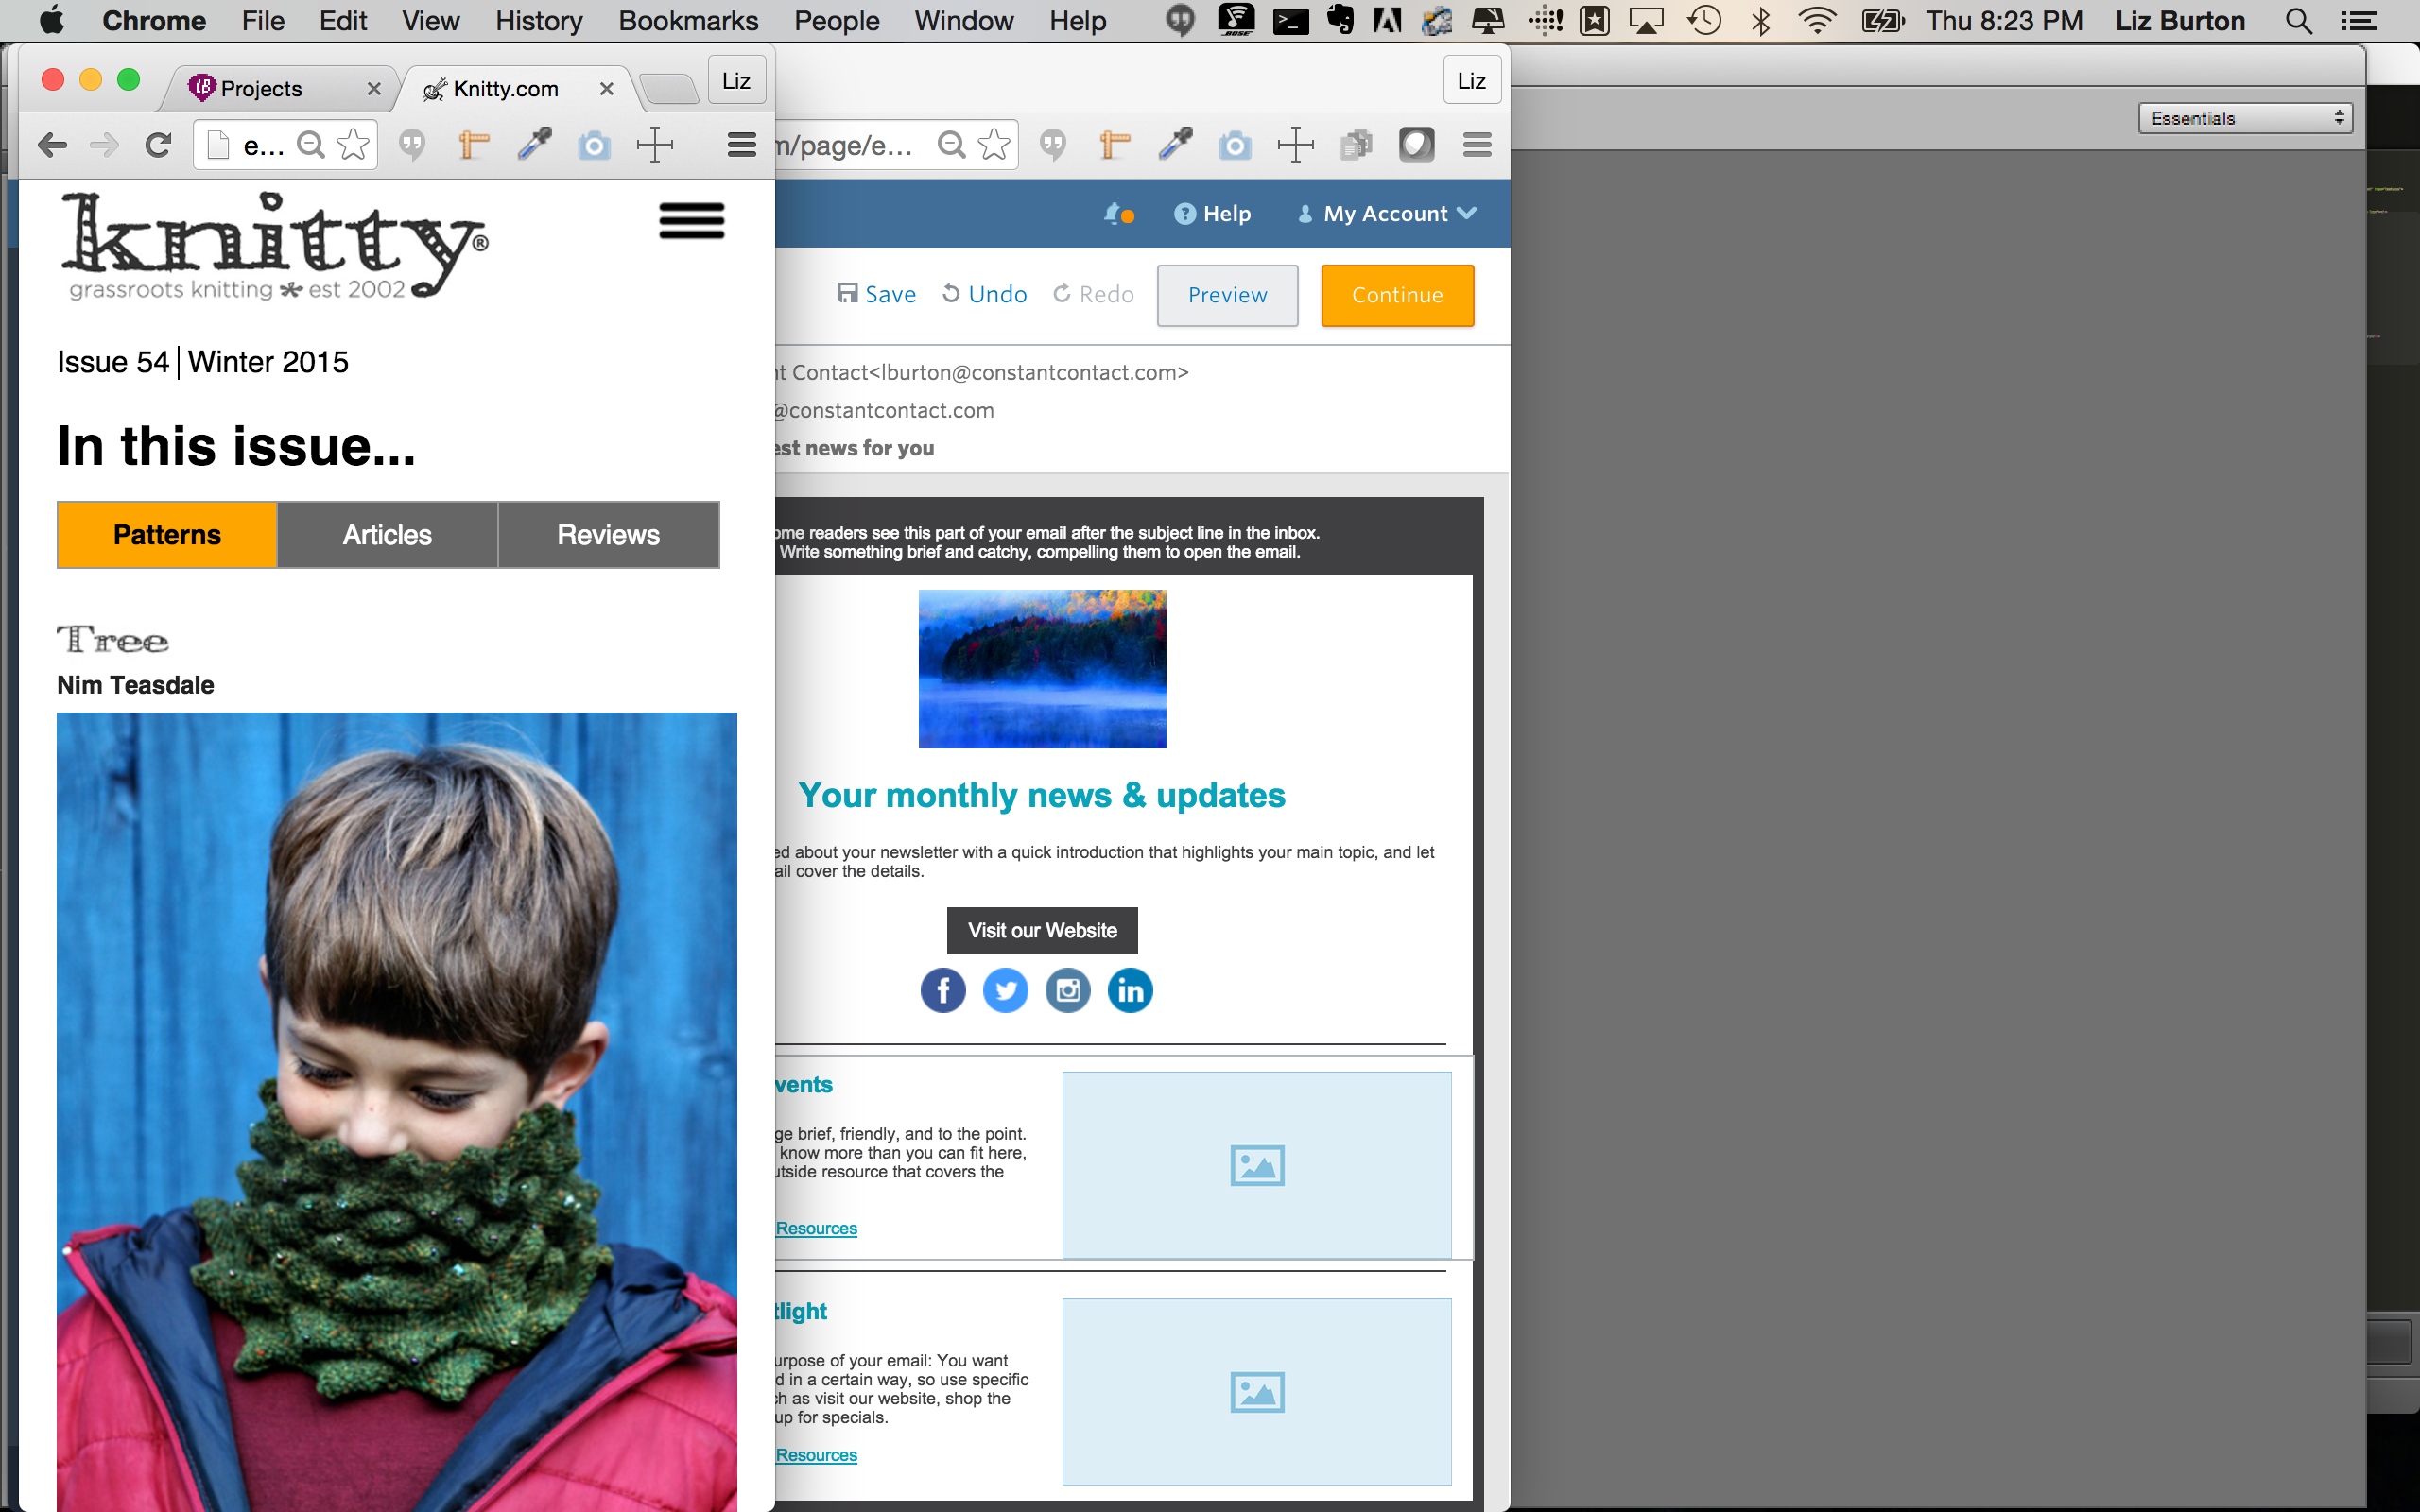 Chrome File Edit View History Bookmarks People Window Help Thu 8:23 PM Liz Burton
Projects Knitty.com Liz
e...
knitty®
grassroots knitting * est 2002
Issue 54 | Winter 2015
In this issue...
Patterns Articles Reviews
Tree
Nim Teasdale
Liz
m/page/e...
Help My Account
Save Undo Redo Preview Continue
Contact<lburton@constantcontact.com>
@constantcontact.com
news for you
readers see this part of your email after the subject line in the inbox.
Write something brief and catchy, compelling them to open the email.
Your monthly news & updates
about your newsletter with a quick introduction that highlights your main topic, and let
cover the details.
Visit our Website
f
in
vents
brief, friendly, and to the point.
know more than you can fit here,
resource that covers the
Resources
tlight
urpose of your email: You want
in a certain way, so use specific
as visit our website, shop the
up for specials.
Resources
Essentials